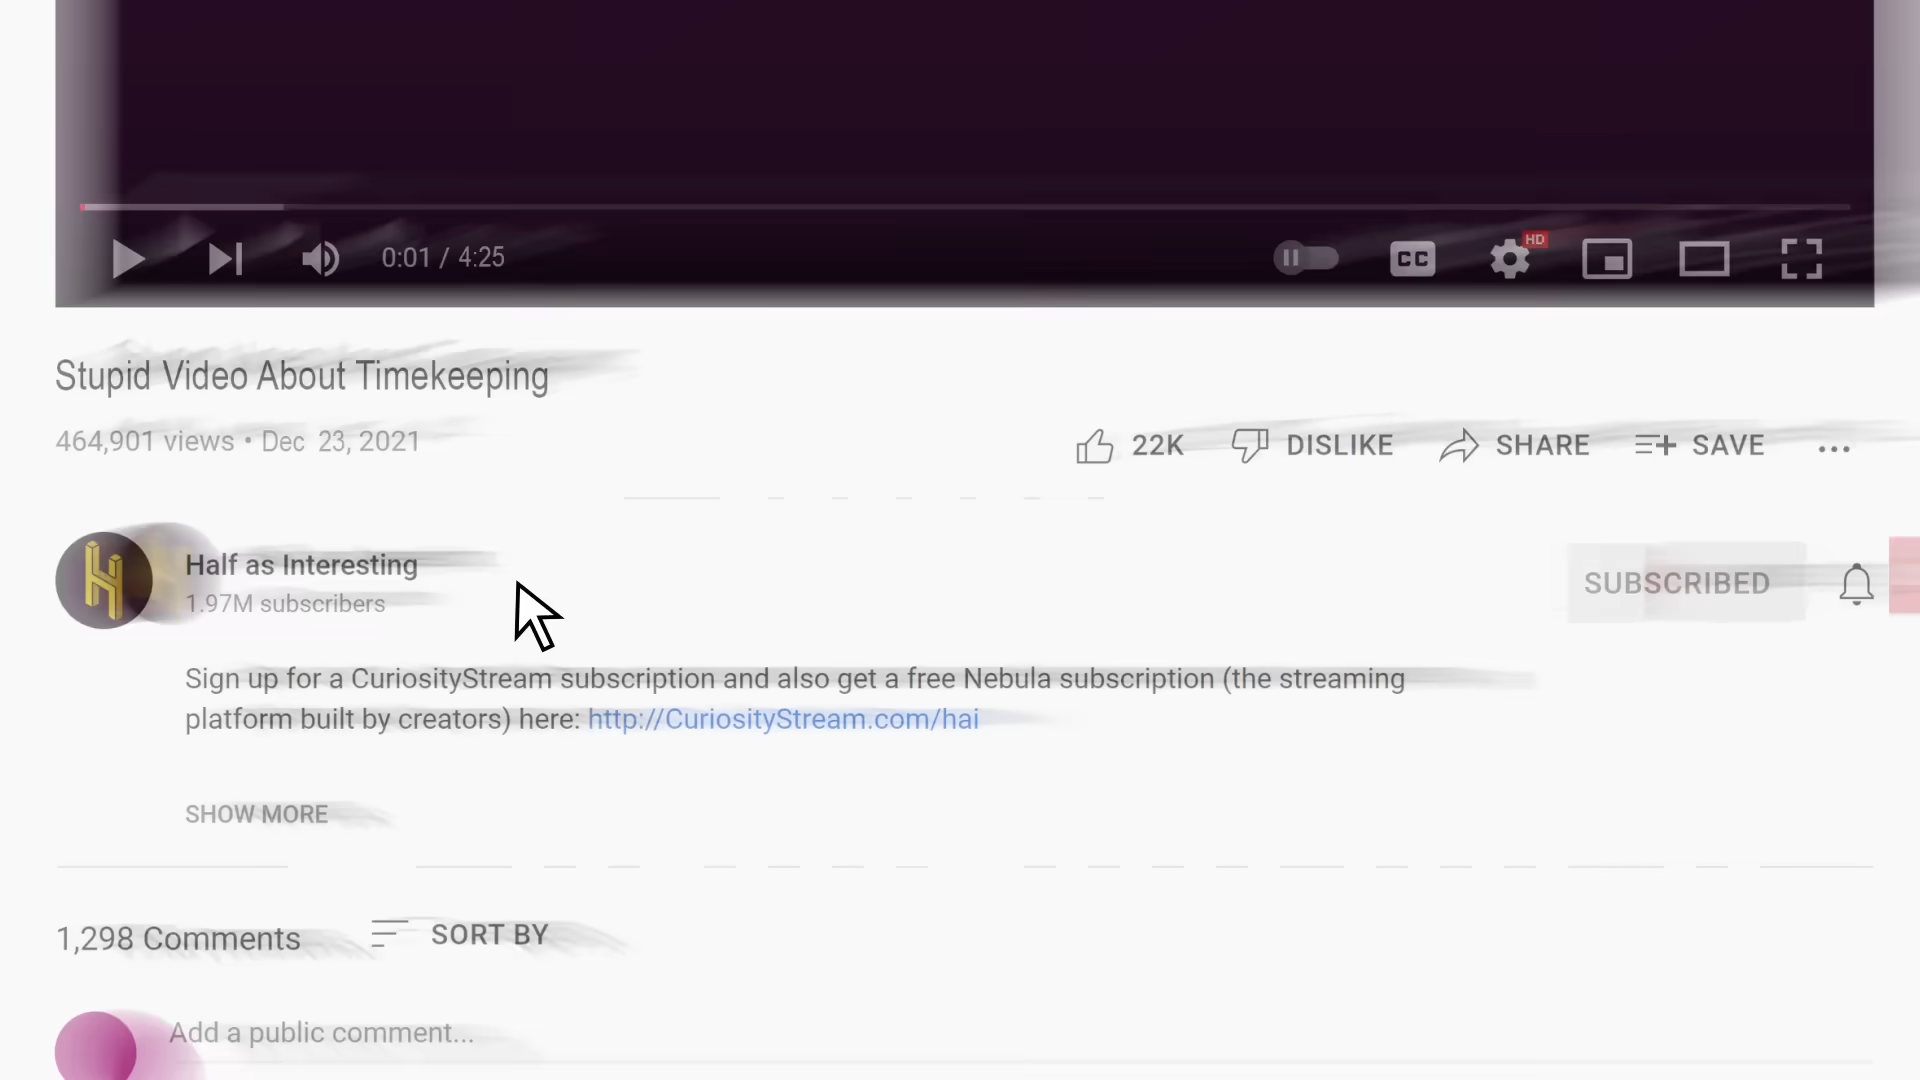 0:01 / 4:25
CC
HD
Stupid Video About Timekeeping
464,901 views • Dec 23, 2021
22K DISLIKE SHARE SAVE
Half as Interesting
1.97M subscribers
SUBSCRIBED
Sign up for a CuriosityStream subscription and also get a free Nebula subscription (the streaming
platform built by creators) here: http://CuriosityStream.com/hai
SHOW MORE
1,298 Comments
SORT BY
Add a public comment...